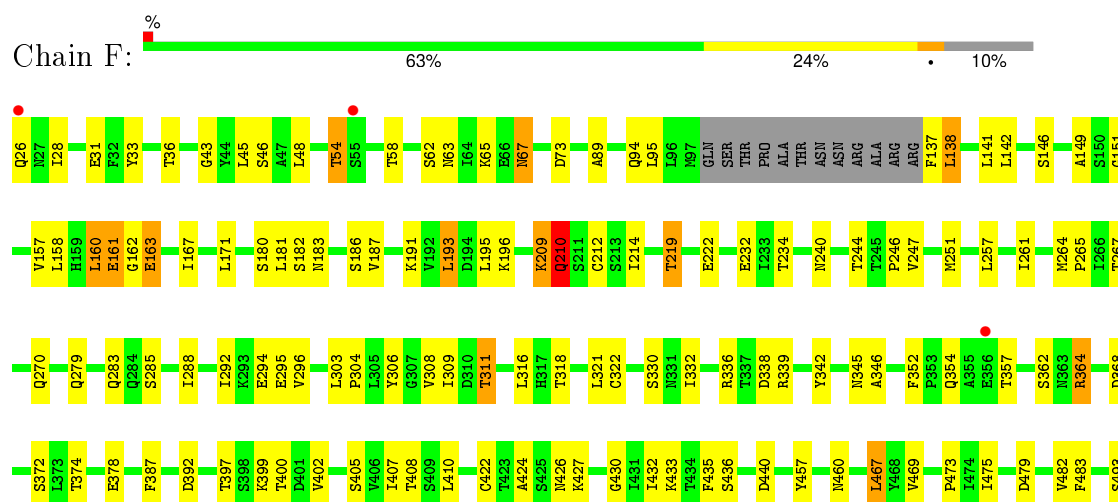 %
Chain F:
63% 24% • 10%
Q26 N27 I28 E31 F32 Y33 T36 G43 Y44 L45 S46 A47 L48 T54 S55 T58 S62 N63 I64 K65 E66 N67 D73 A89 Q94 L95 L96 M97 GLN SER THR PRO ALA THR ASN ASN ARG ALA ARG ARG F137 L138 L141 L142 S146 A149 S150 C151
V157 L158 H159 L160 E161 G162 E163 I167 L171 S180 L181 S182 N183 S186 V187 K191 V192 L193 D194 L195 K196 K209 Q210 S211 C212 S213 I214 T219 E222 E232 I233 T234 N240 T244 T245 P246 V247 M251 L257 I261 M264 P265 I266 T267
Q270 Q279 Q283 Q284 S285 I288 I292 K293 E294 E295 V296 L303 P304 L305 Y306 G307 V308 I309 D310 T311 L316 H317 T318 L321 C322 S330 N331 I332 R336 T337 D338 R339 Y342 N345 A346 F352 P353 Q354 A355 E356 T357 S362 N363 R364
S372 L373 T374 E378 F387 D392 T397 S398 K399 T400 D401 V402 S405 V406 I407 T408 S409 L410 C422 T423 A424 S425 N426 K427 G430 I431 I432 K433 T434 F435 S436 D440 Y457 N460 L467 Y468 V469 P473 I474 I475 D479 V482 F483